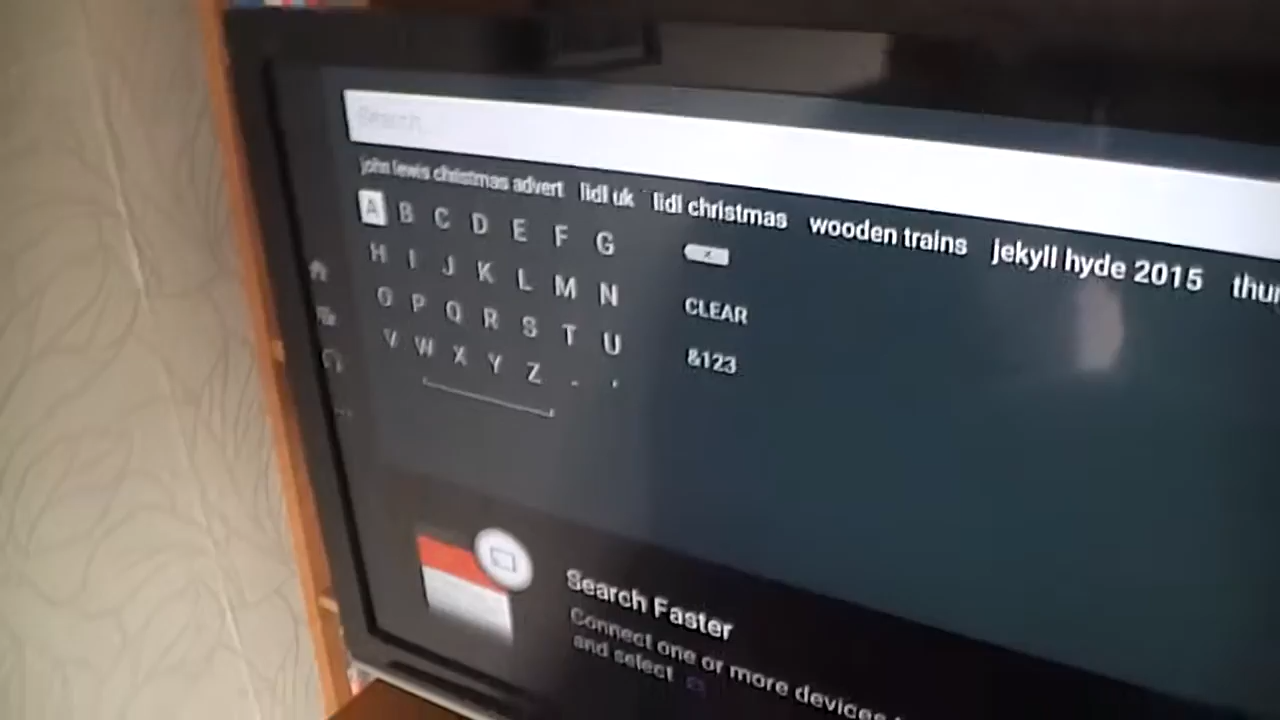 Search...
john lewis christmas advert lidl uk lidl christmas wooden trains jekyll hyde 2015 thu
A B C D E F G
H I J K L M N
CLEAR
O P Q R S T U
&123
V W X Y Z - '
Search Faster
Connect one or more devices
and select